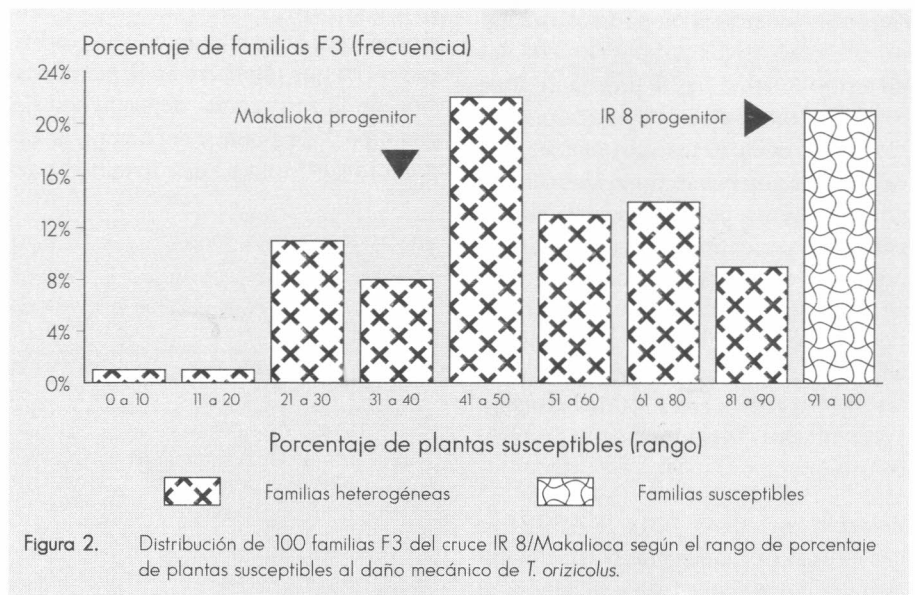 Porcentaje de familias F3 (frecuencia)
24%
20%
16%
12%
8%
4%
0%
Makalioka progenitor
IR 8 progenitor
0 a 10 11 a 20 21 a 30 31 a 40 41 a 50 51 a 60 61 a 80 81 a 90 91 a 100
Porcentaje de plantas susceptibles (rango)
Familias heterogéneas Familias susceptibles
Figura 2. Distribución de 100 familias F3 del cruce IR 8/Makalioca según el rango de porcentaje
de plantas susceptibles al daño mecánico de T. orizicolus.